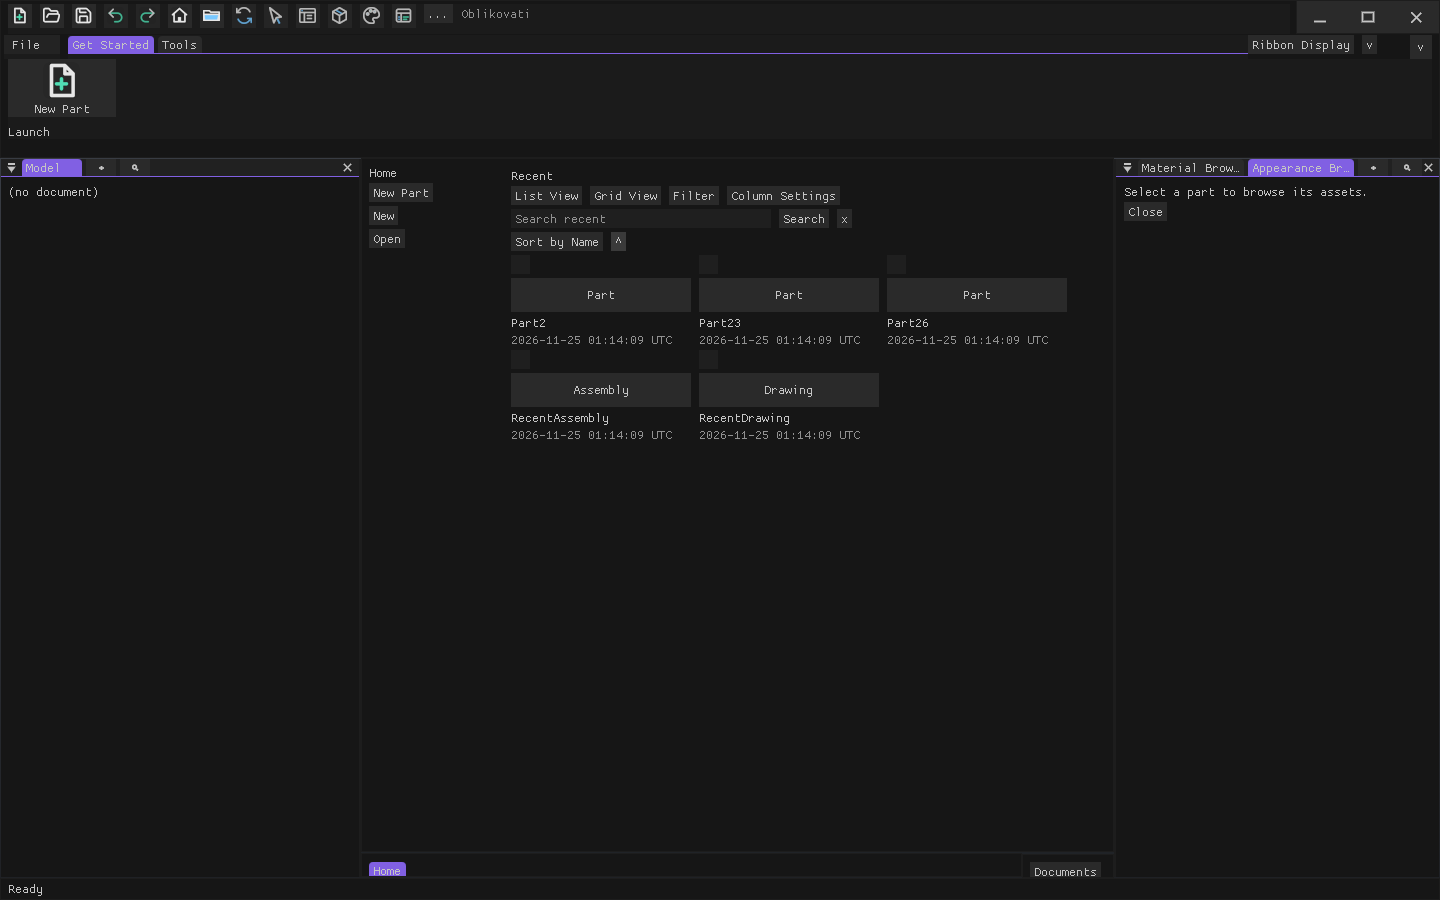 ... Oblikovati
File Get Started Tools Ribbon Display v v
New Part
Launch
Model
(no document)
Home
New Part
New
Open
Recent
List View Grid View Filter Column Settings
Search recent Search x
Sort by Name ^
Part Part Part
Part2 Part23 Part26
2026-11-25 01:14:09 UTC 2026-11-25 01:14:09 UTC 2026-11-25 01:14:09 UTC
Assembly Drawing
RecentAssembly RecentDrawing
2026-11-25 01:14:09 UTC 2026-11-25 01:14:09 UTC
Material Brow… Appearance Br…
Select a part to browse its assets.
Close
Home Documents
Ready